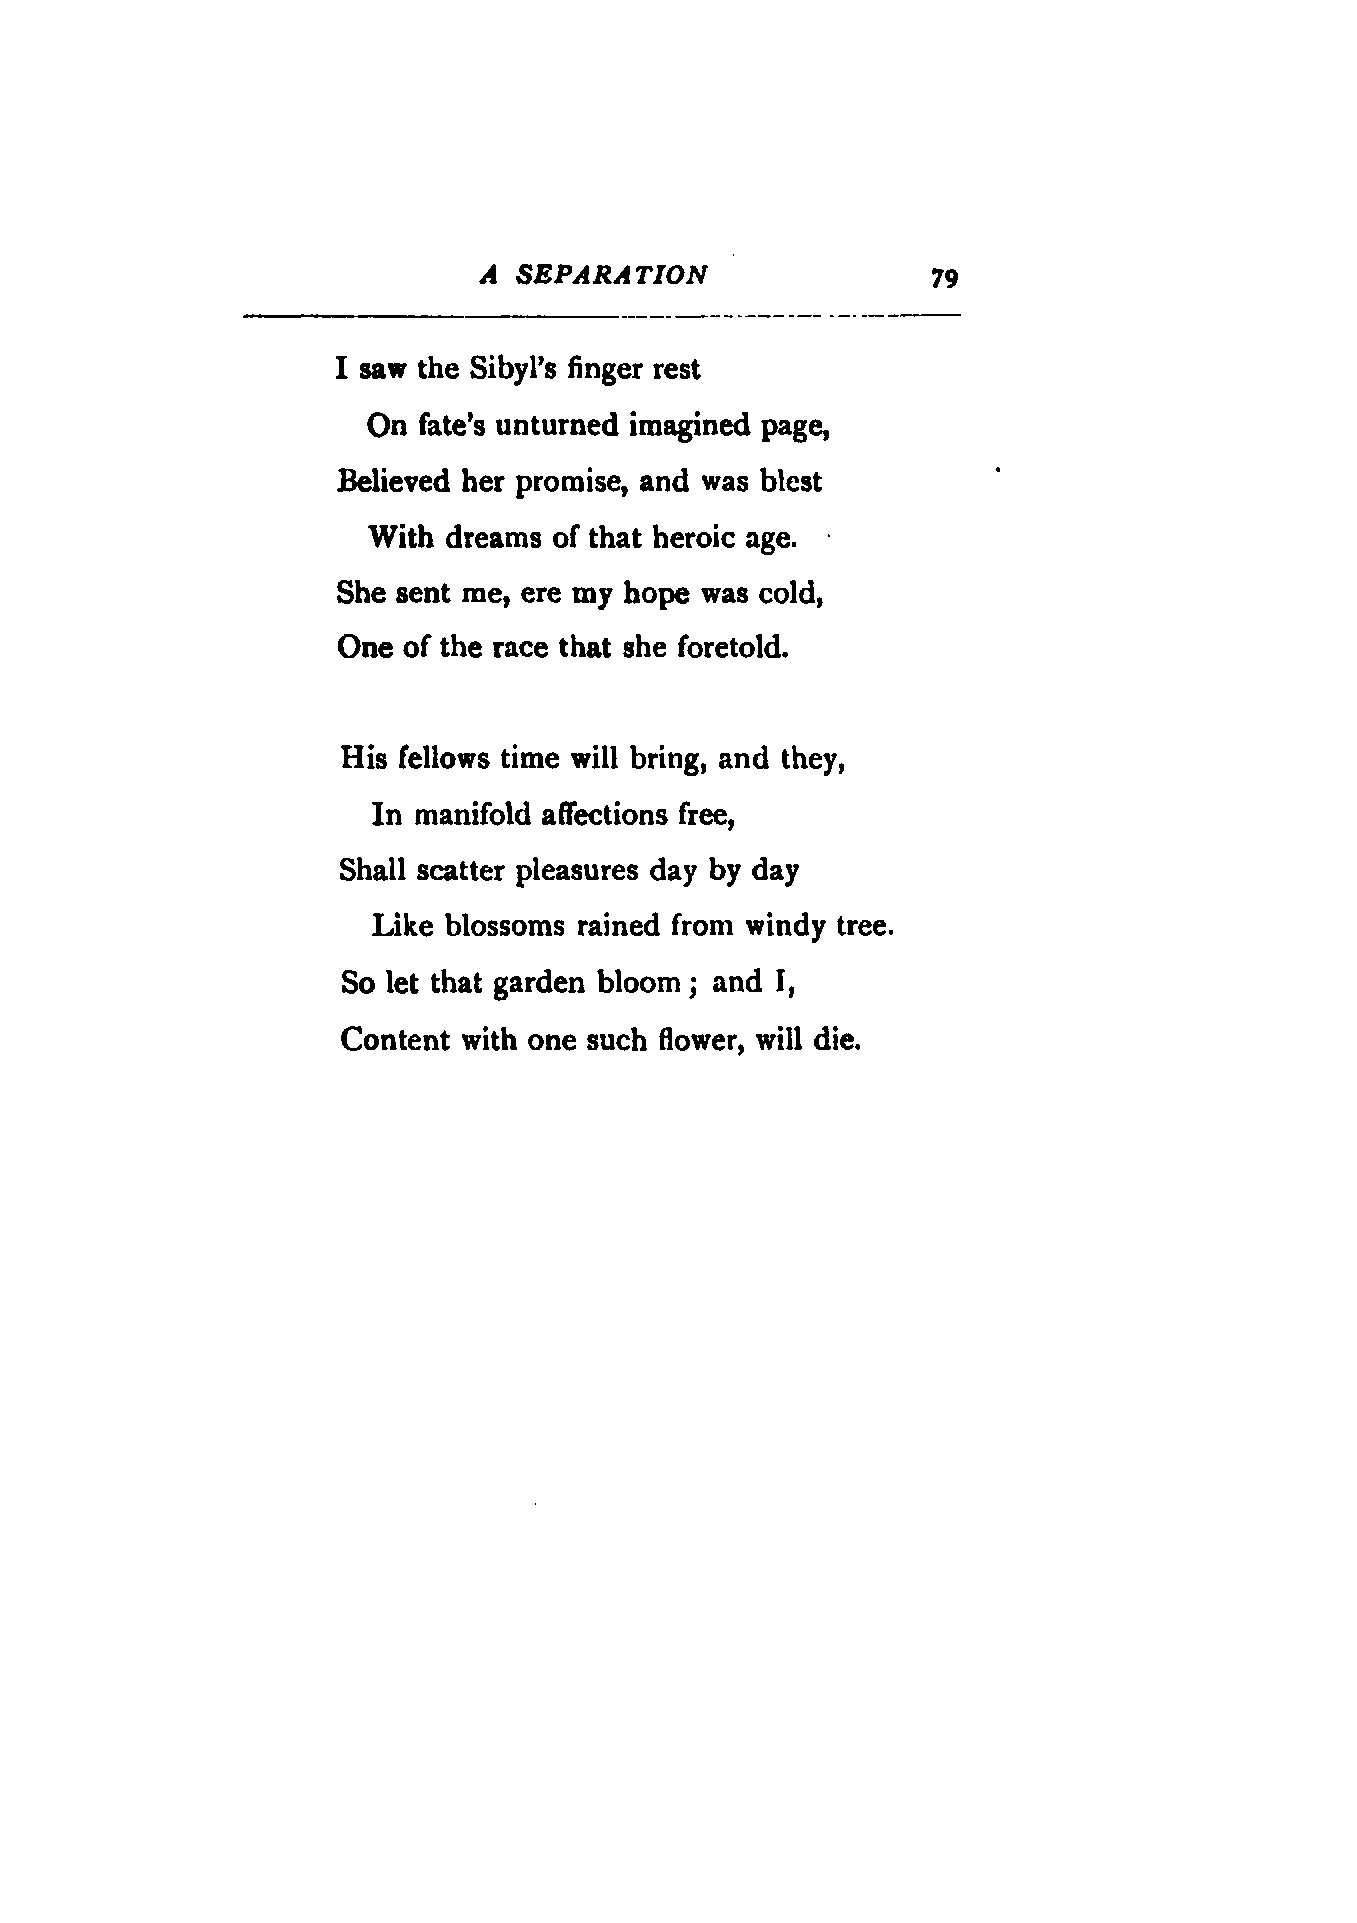 A SEPARATION 79
I saw the Sibyl's finger rest
On fate's unturned imagined page,
Believed her promise, and was blest
With dreams of that heroic age.
She sent me, ere my hope was cold,
One of the race that she foretold.
His fellows time will bring, and they,
In manifold affections free,
Shall scatter pleasures day by day
Like blossoms rained from windy tree.
So let that garden bloom ; and I,
Content with one such flower, will die.